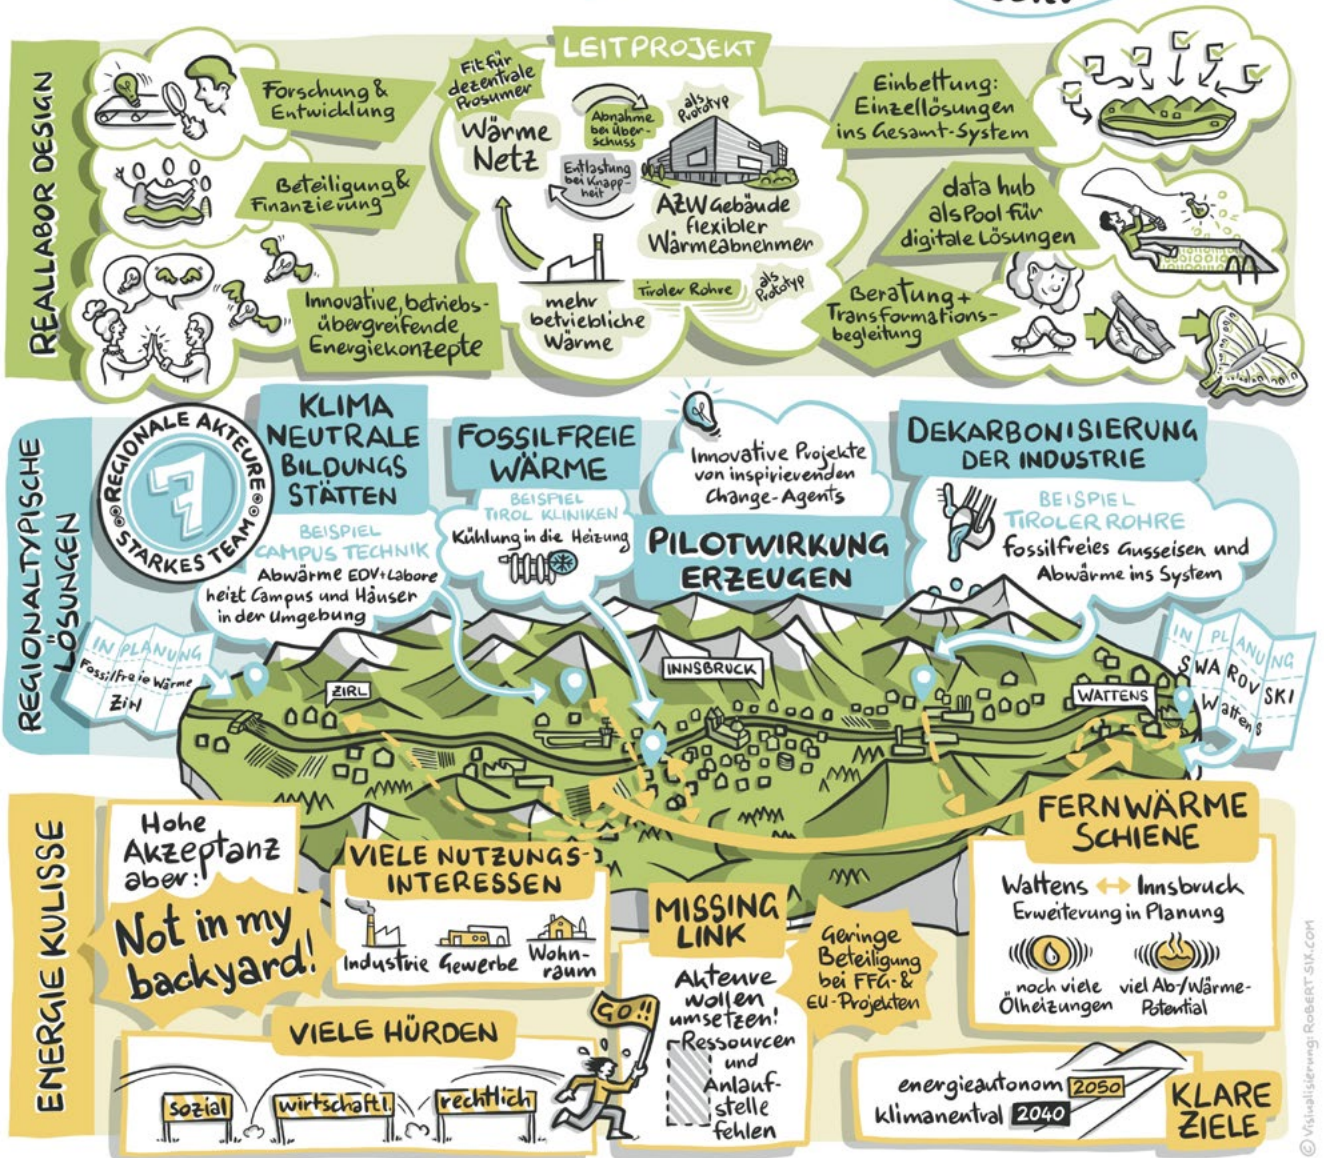 REALLABOR DESIGN
Forschung &
Entwicklung
Beteiligung &
Finanzierung
Innovative, betriebs-
übergreifende
Energiekonzepte
LEITPROJEKT
Fit für
dezentrale
Prosumer
Wärme
Netz
Abnahme
bei Über-
schuss
Entlastung
bei Knapp-
heit
als
Prototyp
AZW Gebäude
flexibler
Wärmeabnehmer
mehr
betriebliche
Wärme
Tiroler Rohre
als
Prototyp
Einbettung:
Einzellösungen
ins Gesamt-System
data hub
als Pool für
digitale Lösungen
Beratung +
Transformations-
begleitung
REGIONALTYPISCHE
LÖSUNGEN
REGIONALE AKTEURE
7
STARKES TEAM
KLIMA
NEUTRALE
BILDUNGS
STÄTTEN
BEISPIEL
CAMPUS TECHNIK
Abwärme EDV+Labore
heizt Campus und Häuser
in der Umgebung
FOSSILFREIE
WÄRME
BEISPIEL
TIROL KLINIKEN
Kühlung in die Heizung
Innovative Projekte
von inspirierenden
Change-Agents
PILOTWIRKUNG
ERZEUGEN
DEKARBONISIERUNG
DER INDUSTRIE
BEISPIEL
TIROLER ROHRE
fossilfreies Gusseisen und
Abwärme ins System
IN PLANUNG
Fossilfreie Wärme
Zirl
ZIRL
INNSBRUCK
WATTENS
IN PLANUNG
SWAROVSKI
Wattens
ENERGIE KULISSE
Hohe
Akzeptanz
aber:
Not in my
backyard!
VIELE NUTZUNGS-
INTERESSEN
Industrie Gewerbe Wohn-
raum
VIELE HÜRDEN
sozial wirtschaftl. rechtlich
GO!!
MISSING
LINK
Akteure
wollen
umsetzen!
Ressourcen
und
Anlauf-
stelle
fehlen
Geringe
Beteiligung
bei FFG- &
EU-Projekten
FERNWÄRME
SCHIENE
Wattens ↔ Innsbruck
Erweiterung in Planung
noch viele
Ölheizungen
viel Ab-/Wärme-
Potential
energieautonom 2050
klimaneutral 2040
KLARE
ZIELE
© Visualisierung: ROBERT SIX.COM